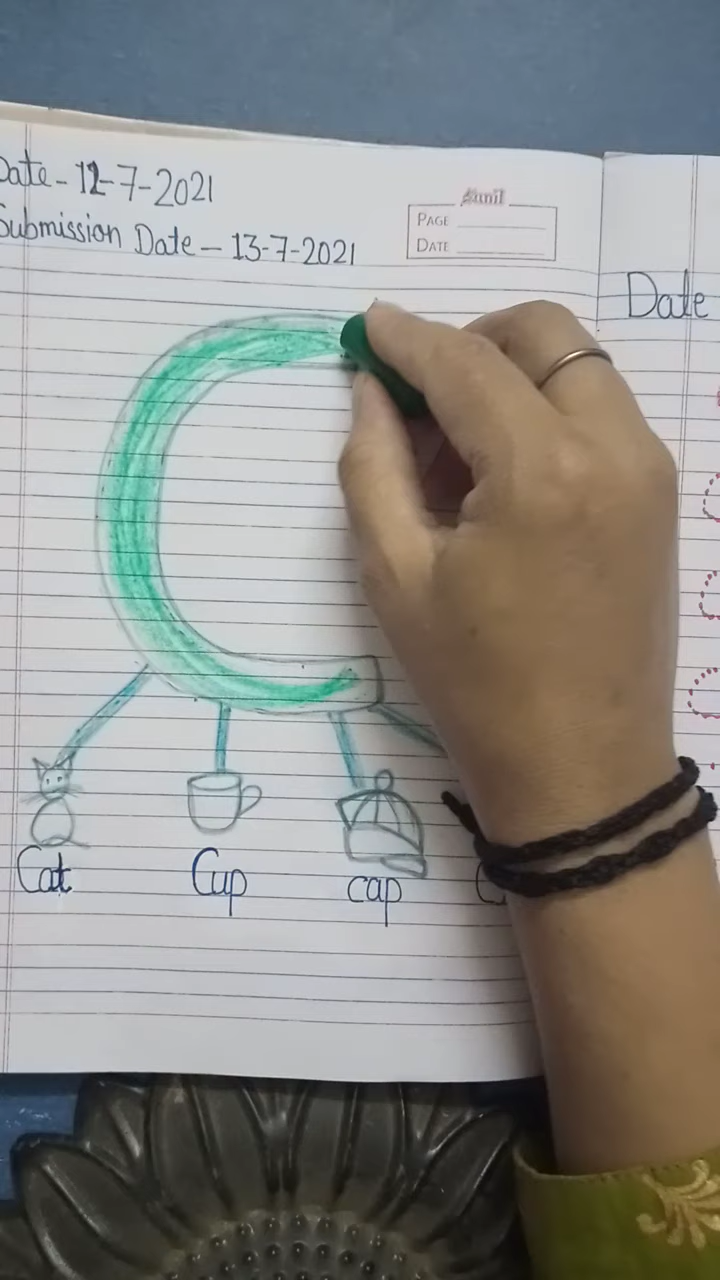 Date - 12-7-2021
Submission Date - 13-7-2021
Sunil
PAGE
DATE
Date
Cat
Cup
cap